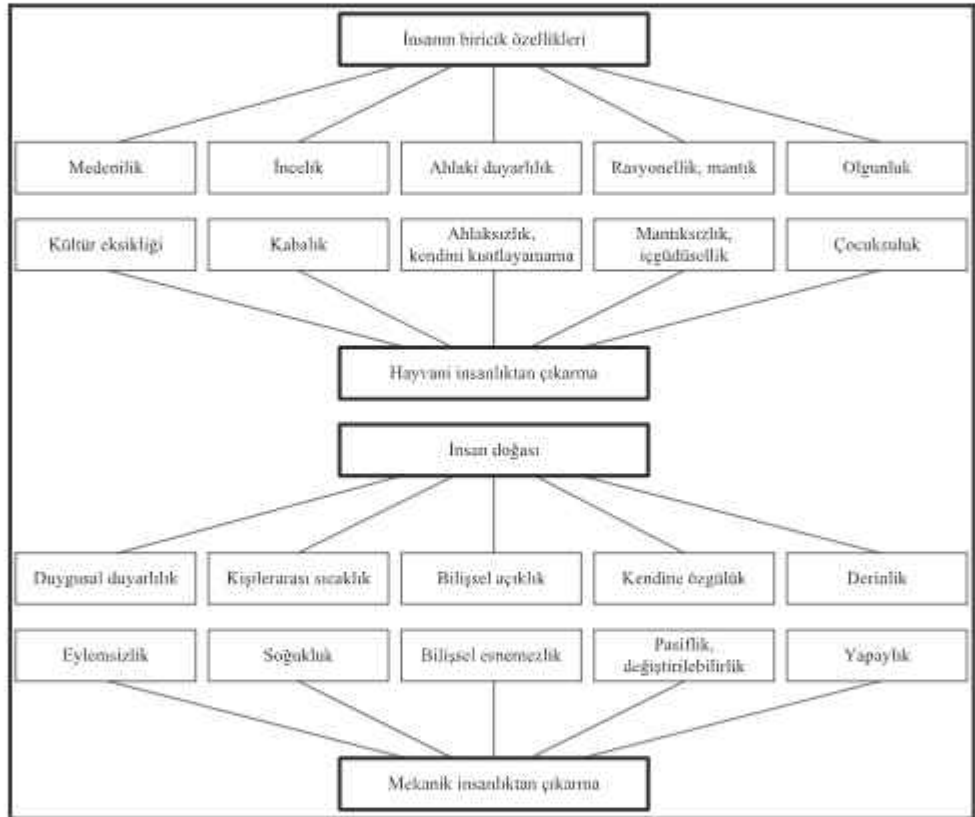 İnsanın biricik özellikleri
Medenilik
İncelik
Ahlaki duyarlılık
Rasyonellik, mantık
Olgunluk
Kültür eksikliği
Kabalık
Ahlaksızlık,
kendini kısıtlayamama
Mantıksızlık,
içgüdüsellik
Çocuksuluk
Hayvani insanlıktan çıkarma
İnsan doğası
Duygusal duyarlılık
Kişilerarası sıcaklık
Bilişsel açıklık
Kendine özgülük
Derinlik
Eylemsizlik
Soğukluk
Bilişsel esnemezlik
Pasiflik,
değiştirilebilirlik
Yapaylık
Mekanik insanlıktan çıkarma